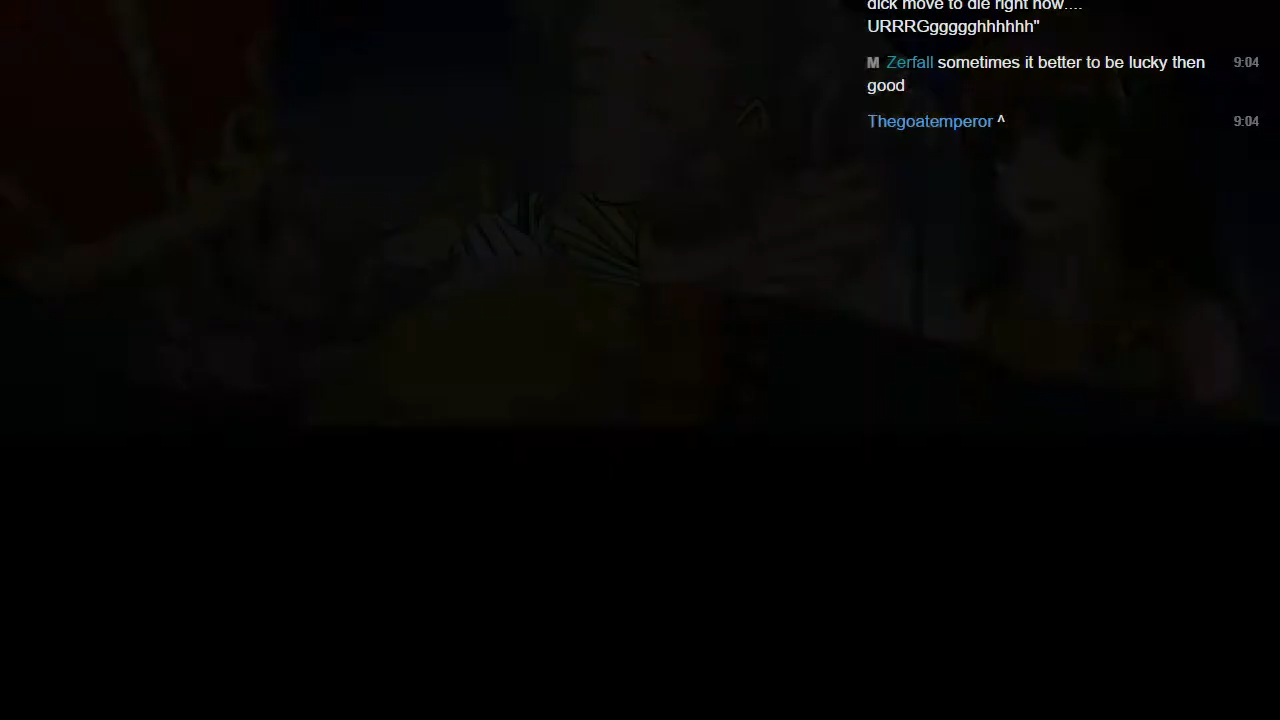 dick move to die right now....
URRRGggggghhhhhh"
M Zerfall sometimes it better to be lucky then 9:04
good
Thegoatemperor ^ 9:04